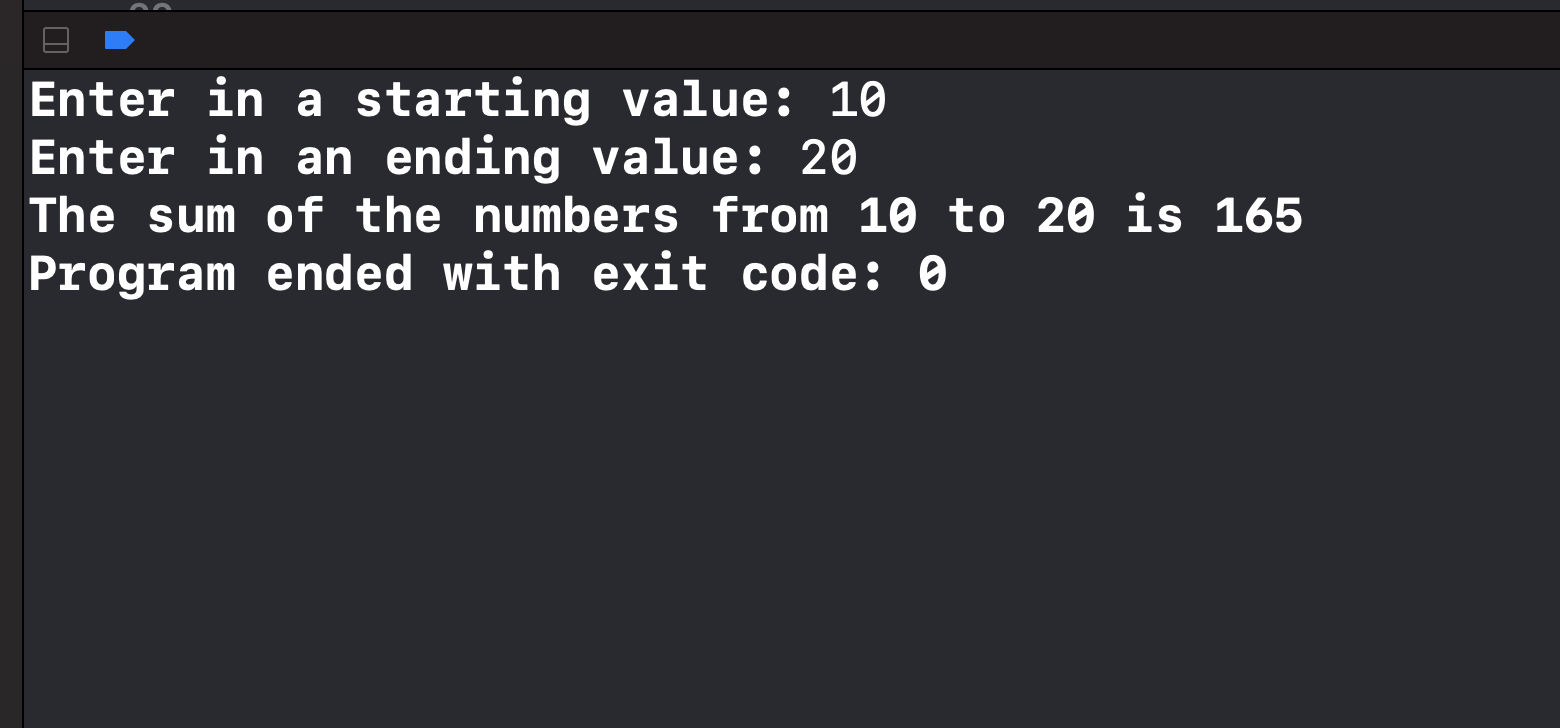 Enter in a starting value: 10
Enter in an ending value: 20
The sum of the numbers from 10 to 20 is 165
Program ended with exit code: 0